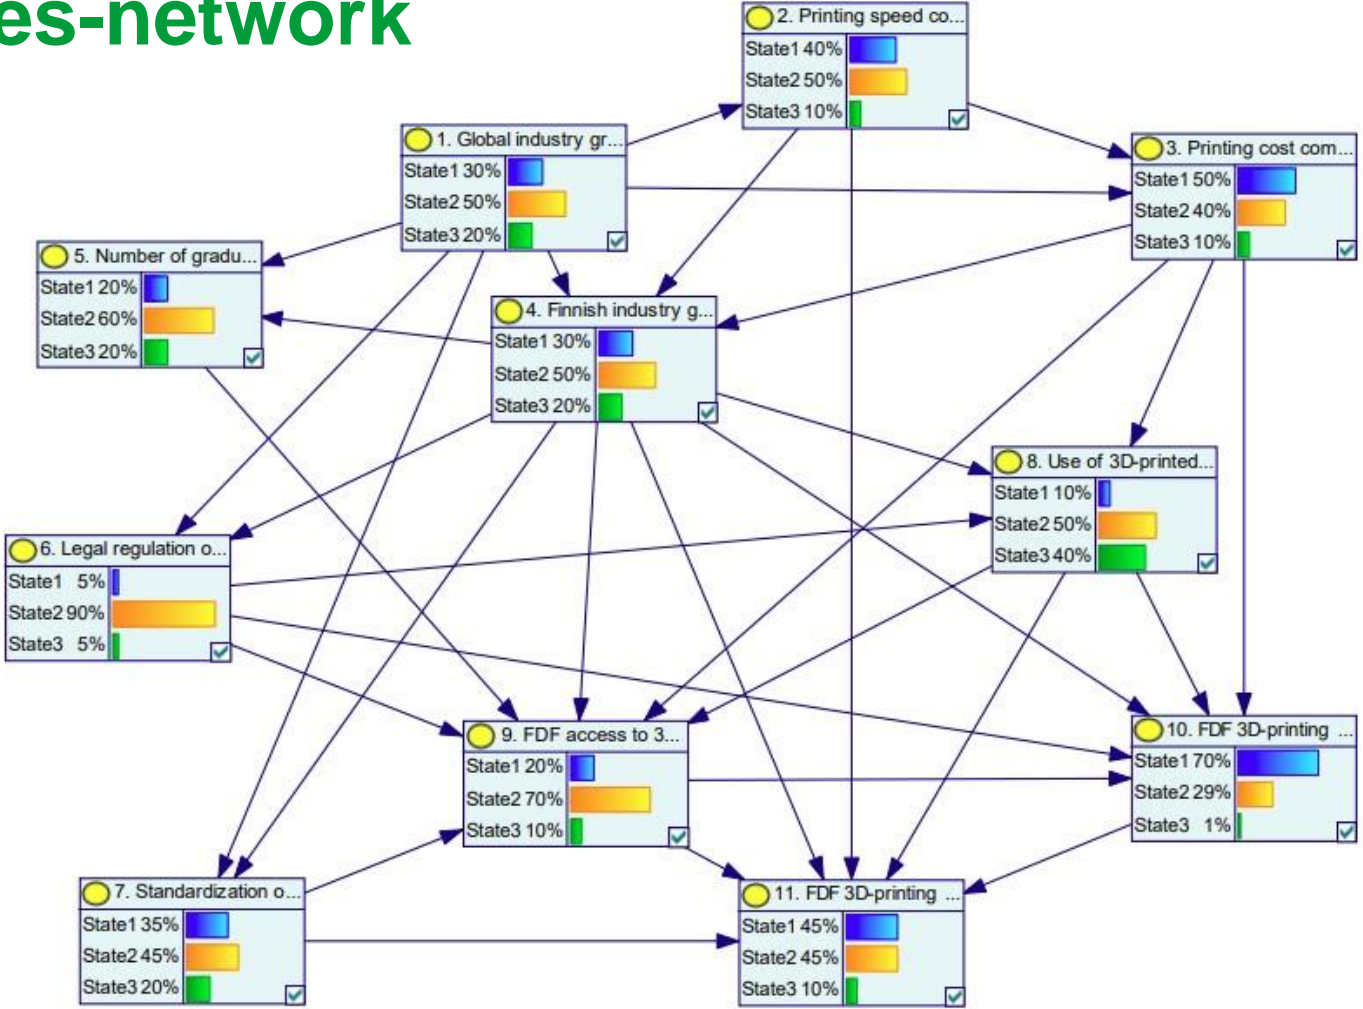 es-network
2. Printing speed co...
State1 40%
State2 50%
State3 10%
1. Global industry gr...
State1 30%
State2 50%
State3 20%
3. Printing cost com...
State1 50%
State2 40%
State3 10%
5. Number of gradu...
State1 20%
State2 60%
State3 20%
4. Finnish industry g...
State1 30%
State2 50%
State3 20%
8. Use of 3D-printed...
State1 10%
State2 50%
State3 40%
6. Legal regulation o...
State1 5%
State2 90%
State3 5%
9. FDF access to 3...
State1 20%
State2 70%
State3 10%
10. FDF 3D-printing ...
State1 70%
State2 29%
State3 1%
7. Standardization o...
State1 35%
State2 45%
State3 20%
11. FDF 3D-printing ...
State1 45%
State2 45%
State3 10%